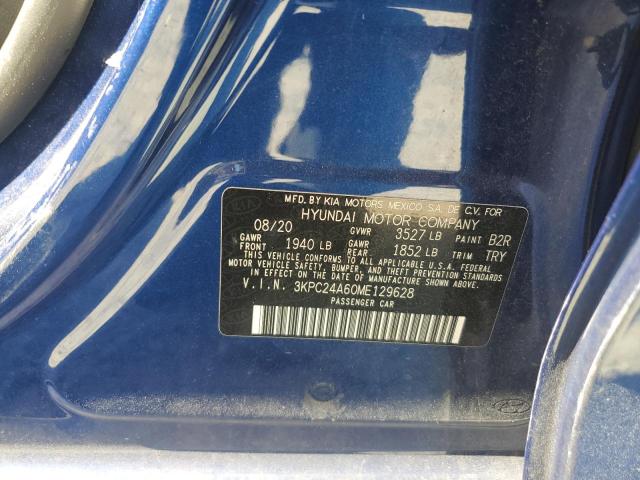 MFD. BY KIA MOTORS MEXICO S.A. DE C.V. FOR
HYUNDAI MOTOR COMPANY
08/20 GVWR 3527 LB PAINT B2R
GAWR FRONT 1940 LB GAWR REAR 1852 LB TRIM TRY
THIS VEHICLE CONFORMS TO ALL APPLICABLE U.S.A. FEDERAL
MOTOR VEHICLE SAFETY, BUMPER, AND THEFT PREVENTION STANDARDS
IN EFFECT ON THE DATE OF MANUFACTURE SHOWN ABOVE.
V.I.N. 3KPC24A60ME129628
PASSENGER CAR